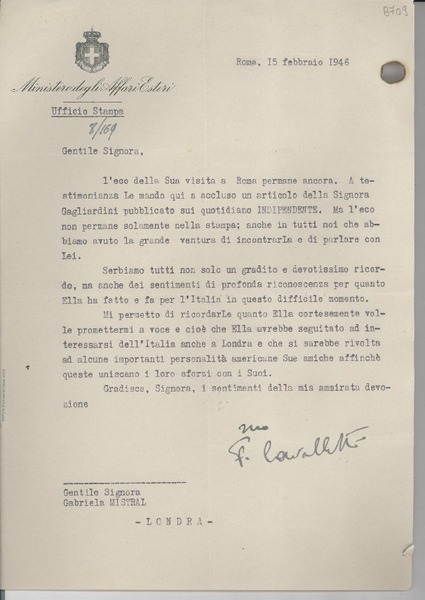 8709
Roma, 15 febbraio 1946
Ministero degli Affari Esteri
Ufficio Stampa
8/169
Gentile Signora,
l'eco della Sua visita a Roma permane ancora. A te-
stimonianza Le mando qui a accluso un articolo della Signora
Gagliardini pubblicato sui quotidiano INDIPENDENTE. Ma l'eco
non permane solamente nella stampa; anche in tutti noi che ab-
biamo avuto la grande ventura di incontrarLa e di parlare con
Lei.
Serbiamo tutti non solo un gradito e devotissimo ricor-
do, ma anche dei sentimenti di profonda riconoscenza per quanto
Ella ha fatto e fa per l'Italia in questo difficile momento.
Mi permetto di ricordarLe quanto Ella cortesemente vol-
le promettermi a voce e cioè che Ella avrebbe seguitato ad in-
teressarsi dell'Italia anche a Londra e che si sarebbe rivolta
ad alcune importanti personalità americane Sue amiche affinchè
queste uniscano i loro sforzi con i Suoi.
Gradisca, Signora, i sentimenti della mia ammirata devo-
zione
suo
F. Cavalletti
Gentile Signora
Gabriela MISTRAL
- LONDRA -